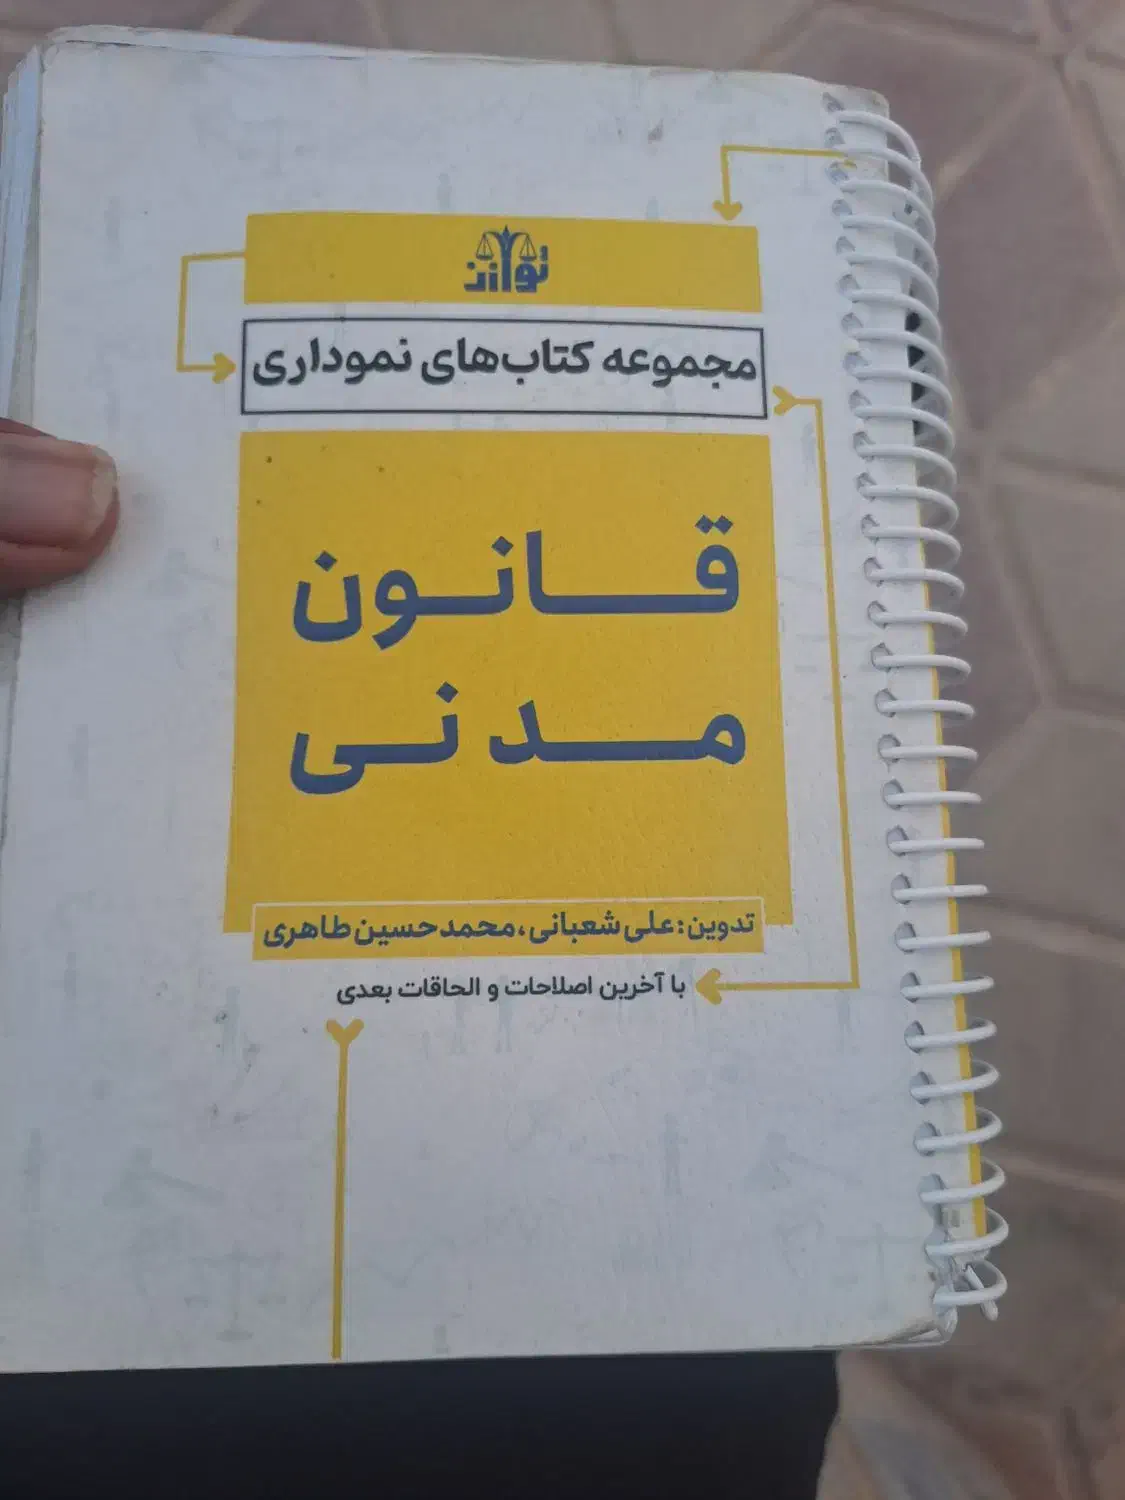 توازن
مجموعه کتاب‌های نموداری
قانون
مدنی
تدوین: علی شعبانی، محمدحسین طاهری
با آخرین اصلاحات و الحاقات بعدی